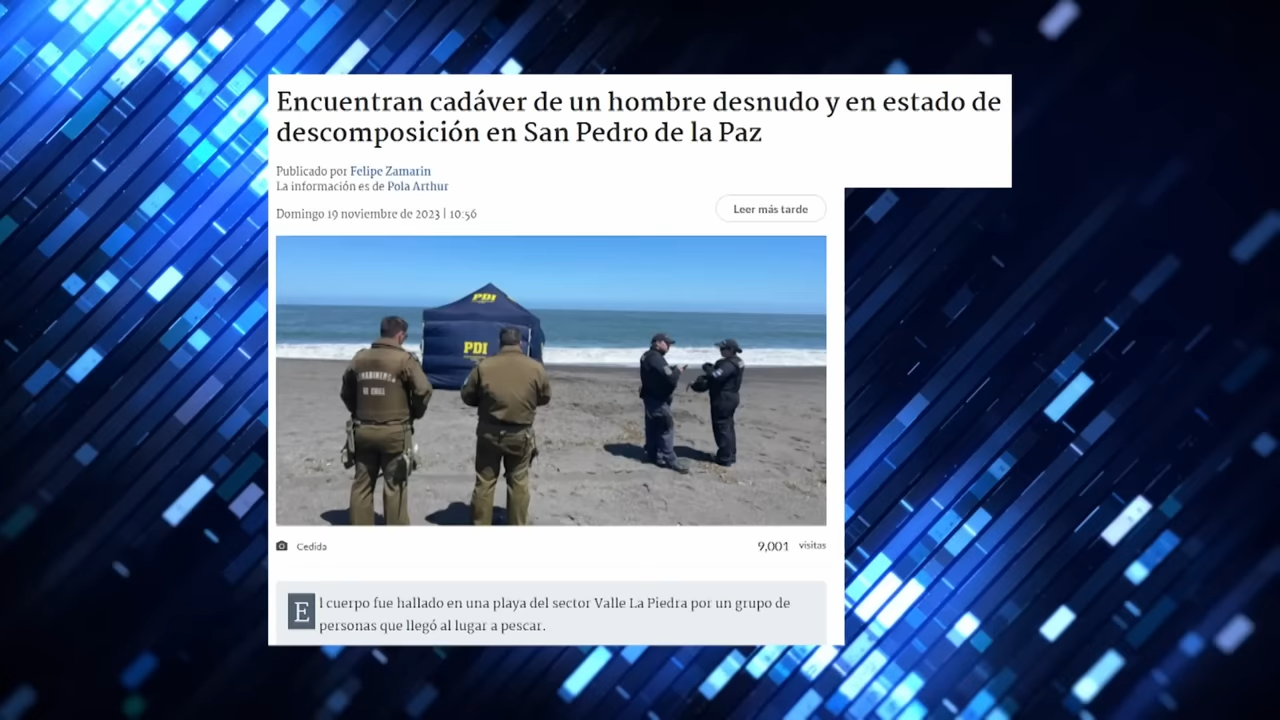 Encuentran cadáver de un hombre desnudo y en estado de
descomposición en San Pedro de la Paz
Publicado por Felipe Zamarin
La información es de Pola Arthur
Domingo 19 noviembre de 2023 | 10:56
Leer más tarde
PDI
PDI
DE CHILE
Cedida
9,001 visitas
El cuerpo fue hallado en una playa del sector Valle La Piedra por un grupo de
personas que llegó al lugar a pescar.